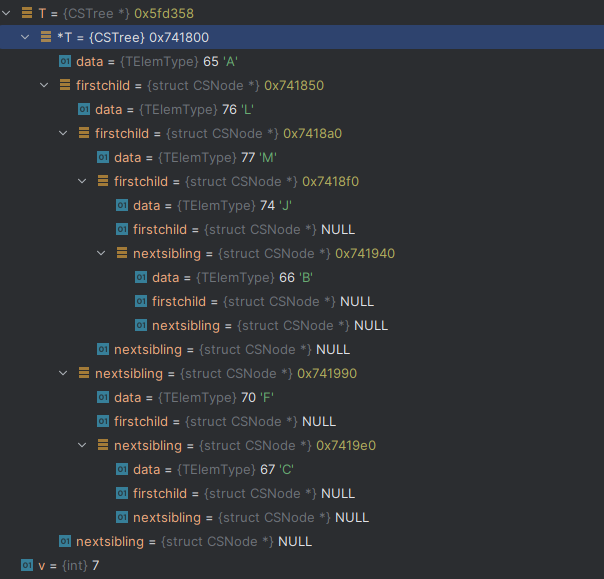 T = {CSTree *} 0x5fd358
*T = {CSTree} 0x741800
01 data = {TElemType} 65 'A'
firstchild = {struct CSNode *} 0x741850
01 data = {TElemType} 76 'L'
firstchild = {struct CSNode *} 0x7418a0
01 data = {TElemType} 77 'M'
firstchild = {struct CSNode *} 0x7418f0
01 data = {TElemType} 74 'J'
01 firstchild = {struct CSNode *} NULL
nextsibling = {struct CSNode *} 0x741940
01 data = {TElemType} 66 'B'
01 firstchild = {struct CSNode *} NULL
01 nextsibling = {struct CSNode *} NULL
01 nextsibling = {struct CSNode *} NULL
nextsibling = {struct CSNode *} 0x741990
01 data = {TElemType} 70 'F'
01 firstchild = {struct CSNode *} NULL
nextsibling = {struct CSNode *} 0x7419e0
01 data = {TElemType} 67 'C'
01 firstchild = {struct CSNode *} NULL
01 nextsibling = {struct CSNode *} NULL
01 nextsibling = {struct CSNode *} NULL
01 v = {int} 7